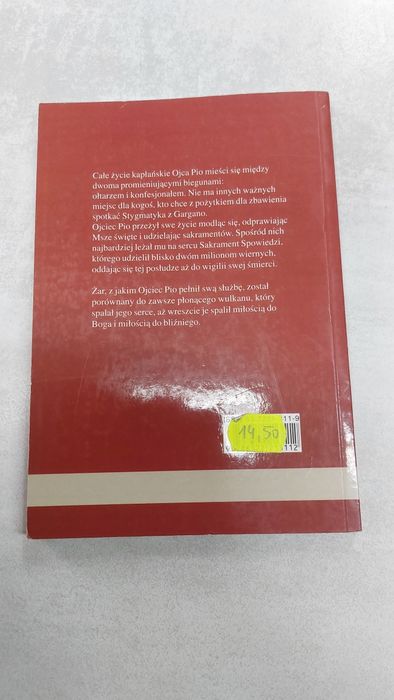 Całe życie kapłańskie Ojca Pio mieści się między
dwoma promieniującymi biegunami:
ołtarzem i konfesjonałem. Nie ma innych ważnych
miejsc dla kogoś, kto chce z pożytkiem dla zbawienia
spotkać Stygmatyka z Gargano.
Ojciec Pio przeżył swe życie modląc się, odprawiając
Msze święte i udzielając sakramentów. Spośród nich
najbardziej leżał mu na sercu Sakrament Spowiedzi,
którego udzielił blisko dwóm milionom wiernych,
oddając się tej posłudze aż do wigilii swej śmierci.
Żar, z jakim Ojciec Pio pełnił swą służbę, został
porównany do zawsze płonącego wulkanu, który
spalał jego serce, aż wreszcie je spalił miłością do
Boga i miłością do bliźniego.
11-9
14,50
112